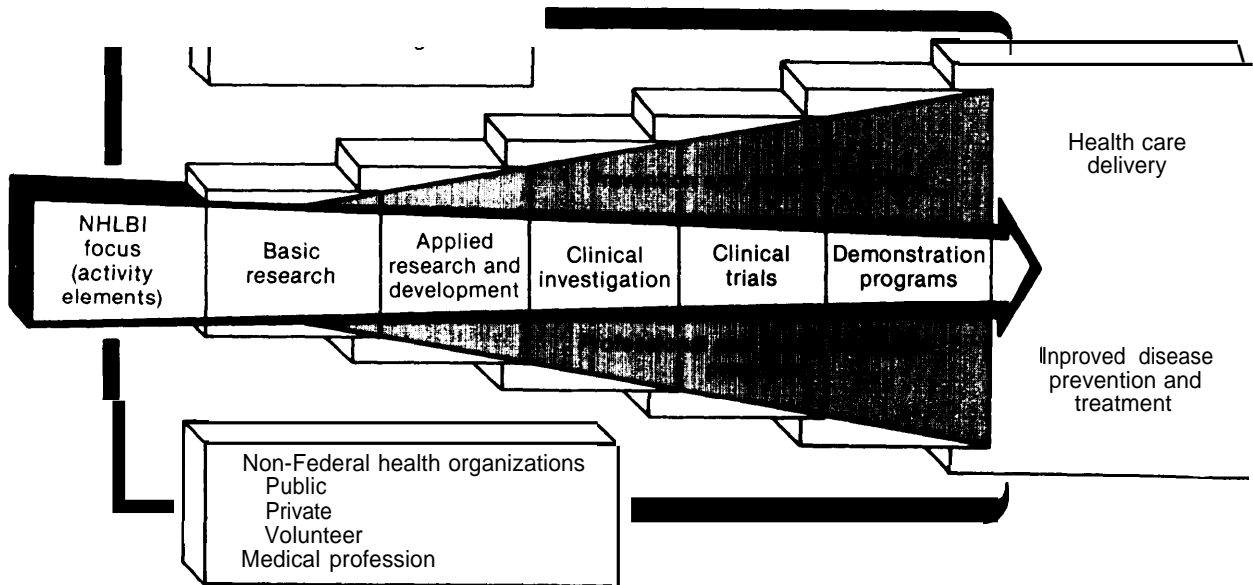 Health care
delivery
NHLBI
focus
(activity
elements)
Basic
research
Applied
research and
development
Clinical
investigation
Clinical
trials
Demonstration
programs
Inproved disease
prevention and
treatment
Non-Federal health organizations
Public
Private
Volunteer
Medical profession